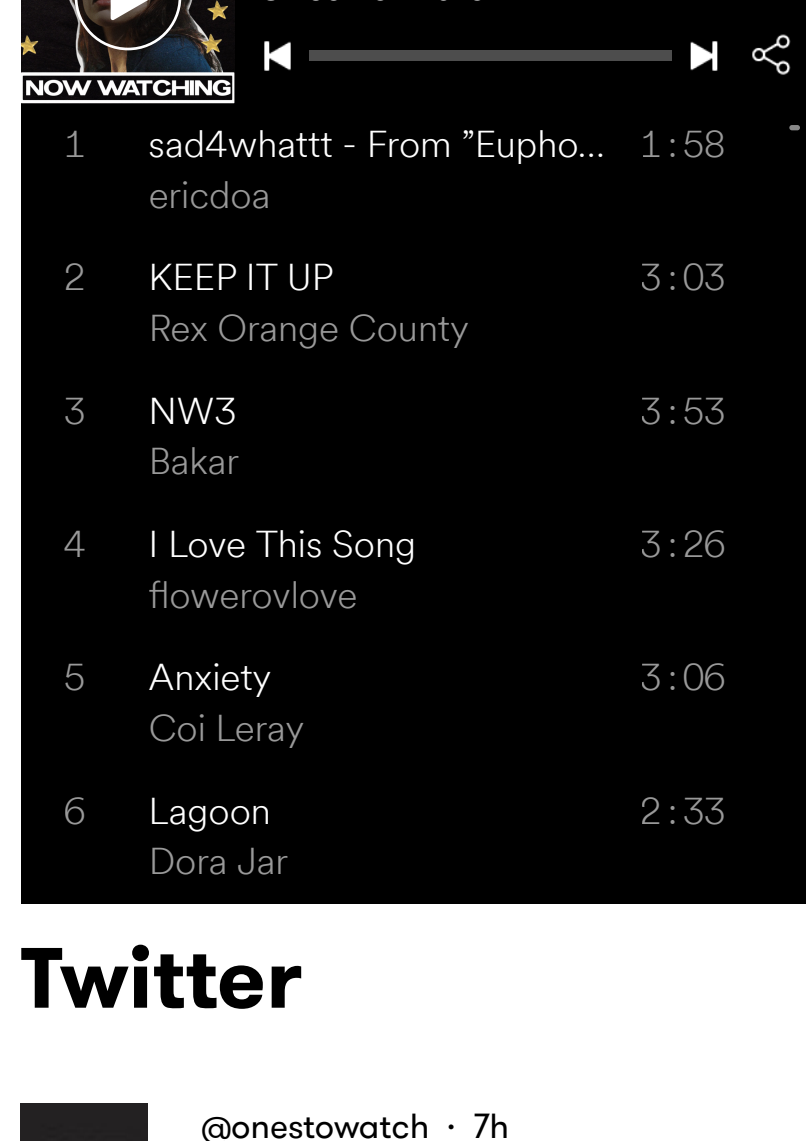 NOW WATCHING
1 sad4whattt - From ”Eupho... 1:58
ericdoa
2 KEEP IT UP 3:03
Rex Orange County
3 NW3 3:53
Bakar
4 I Love This Song 3:26
flowerovlove
5 Anxiety 3:06
Coi Leray
6 Lagoon 2:33
Dora Jar
Twitter
@onestowatch · 7h